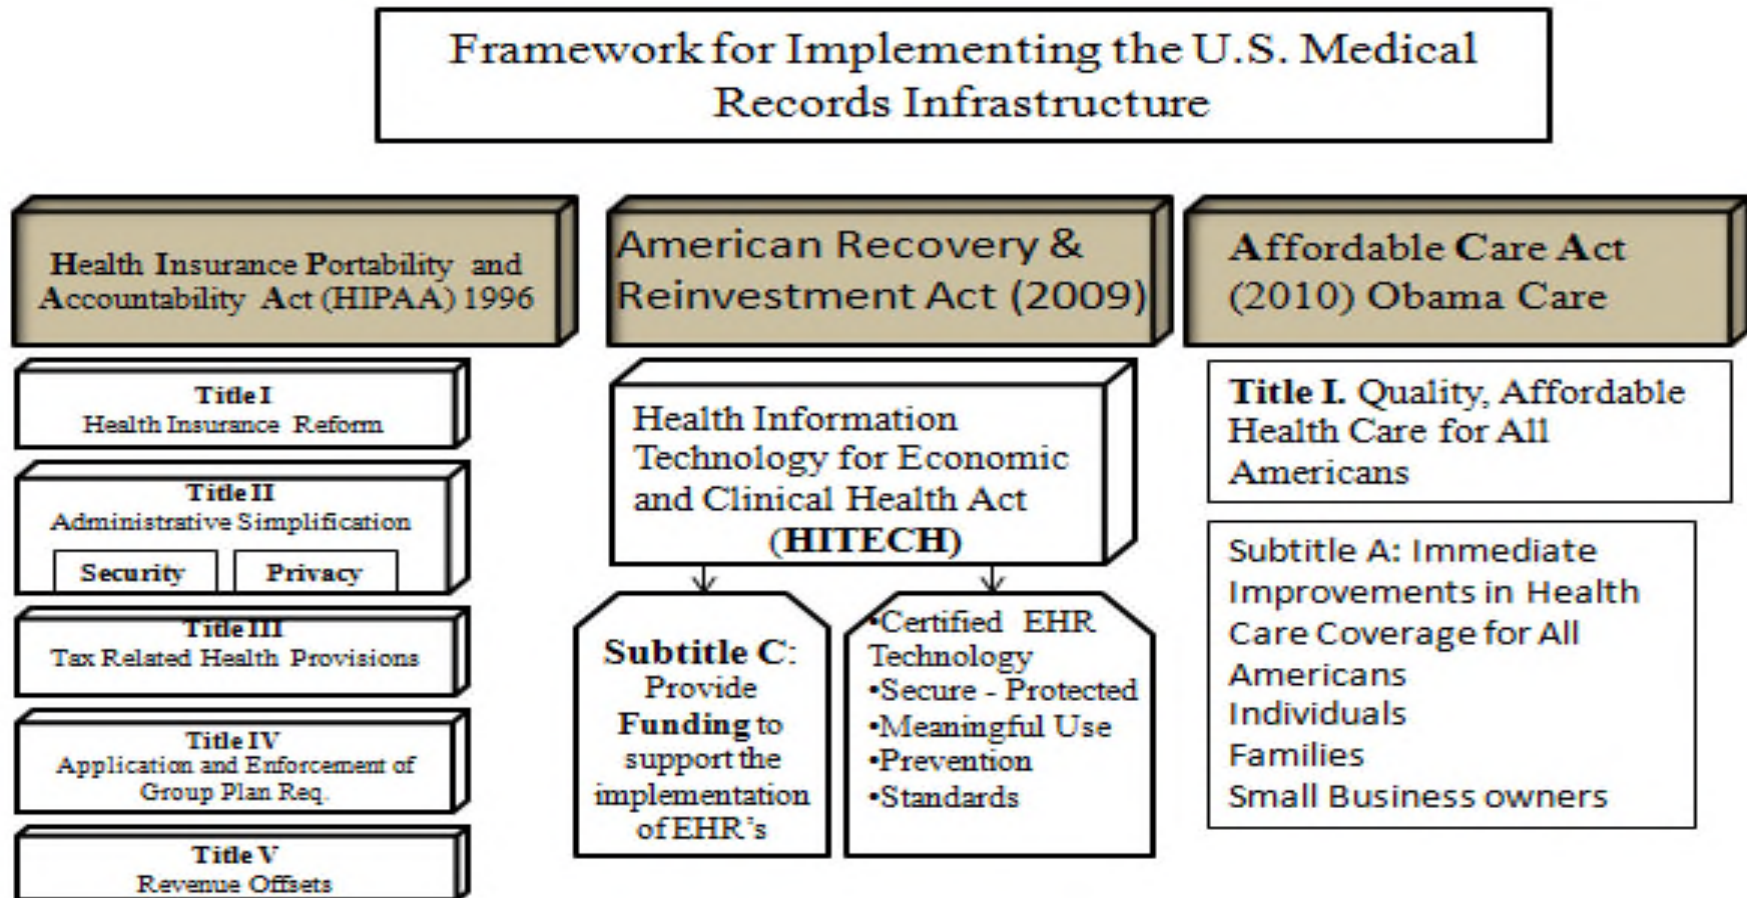 Framework for Implementing the U.S. Medical
Records Infrastructure
Health Insurance Portability and
Accountability Act (HIPAA) 1996
Title I
Health Insurance Reform
Title II
Administrative Simplification
Security
Privacy
Title III
Tax Related Health Provisions
Title IV
Application and Enforcement of
Group Plan Req.
Title V
Revenue Offsets
American Recovery &
Reinvestment Act (2009)
Health Information
Technology for Economic
and Clinical Health Act
(HITECH)
Subtitle C:
Provide
Funding to
support the
implementation
of EHR's
•Certified EHR
Technology
•Secure - Protected
•Meaningful Use
•Prevention
•Standards
Affordable Care Act
(2010) Obama Care
Title I. Quality, Affordable
Health Care for All
Americans
Subtitle A: Immediate
Improvements in Health
Care Coverage for All
Americans
Individuals
Families
Small Business owners